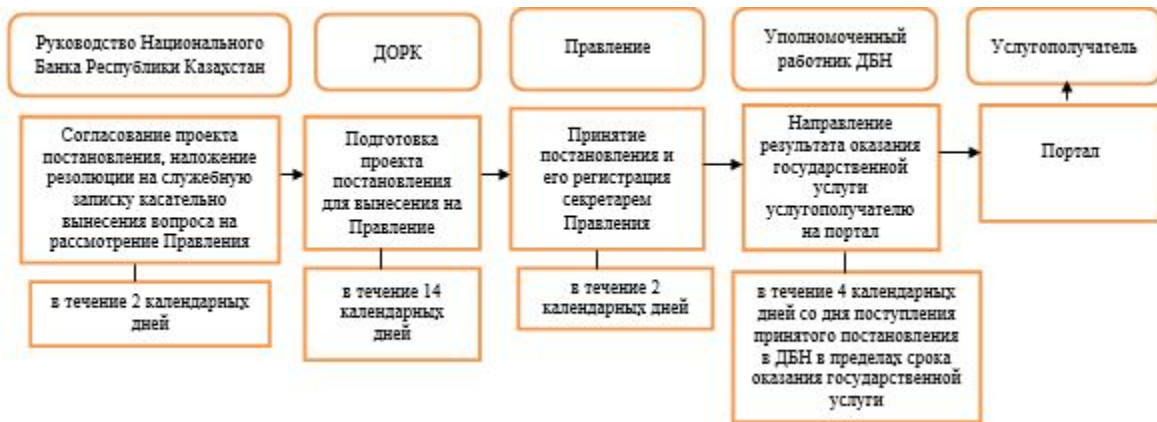 Руководство Национального
Банка Республики Казахстан
ДОРК
Правление
Уполномоченный
работник ДБН
Услугополучатель
Согласование проекта
постановления, наложение
резолюции на служебную
записку касательно
вынесения вопроса на
рассмотрение Правления
Подготовка
проекта
постановления
для вынесения на
Правление
Принятие
постановления и
его регистрация
секретарем
Правления
Направление
результата оказания
государственной
услуги
услугополучателю
на портал
Портал
в течение 2 календарных
дней
в течение 14
календарных
дней
в течение 2
календарных дней
в течение 4 календарных
дней со дня поступления
принятого постановления
в ДБН в пределах срока
оказания государственной
услуги